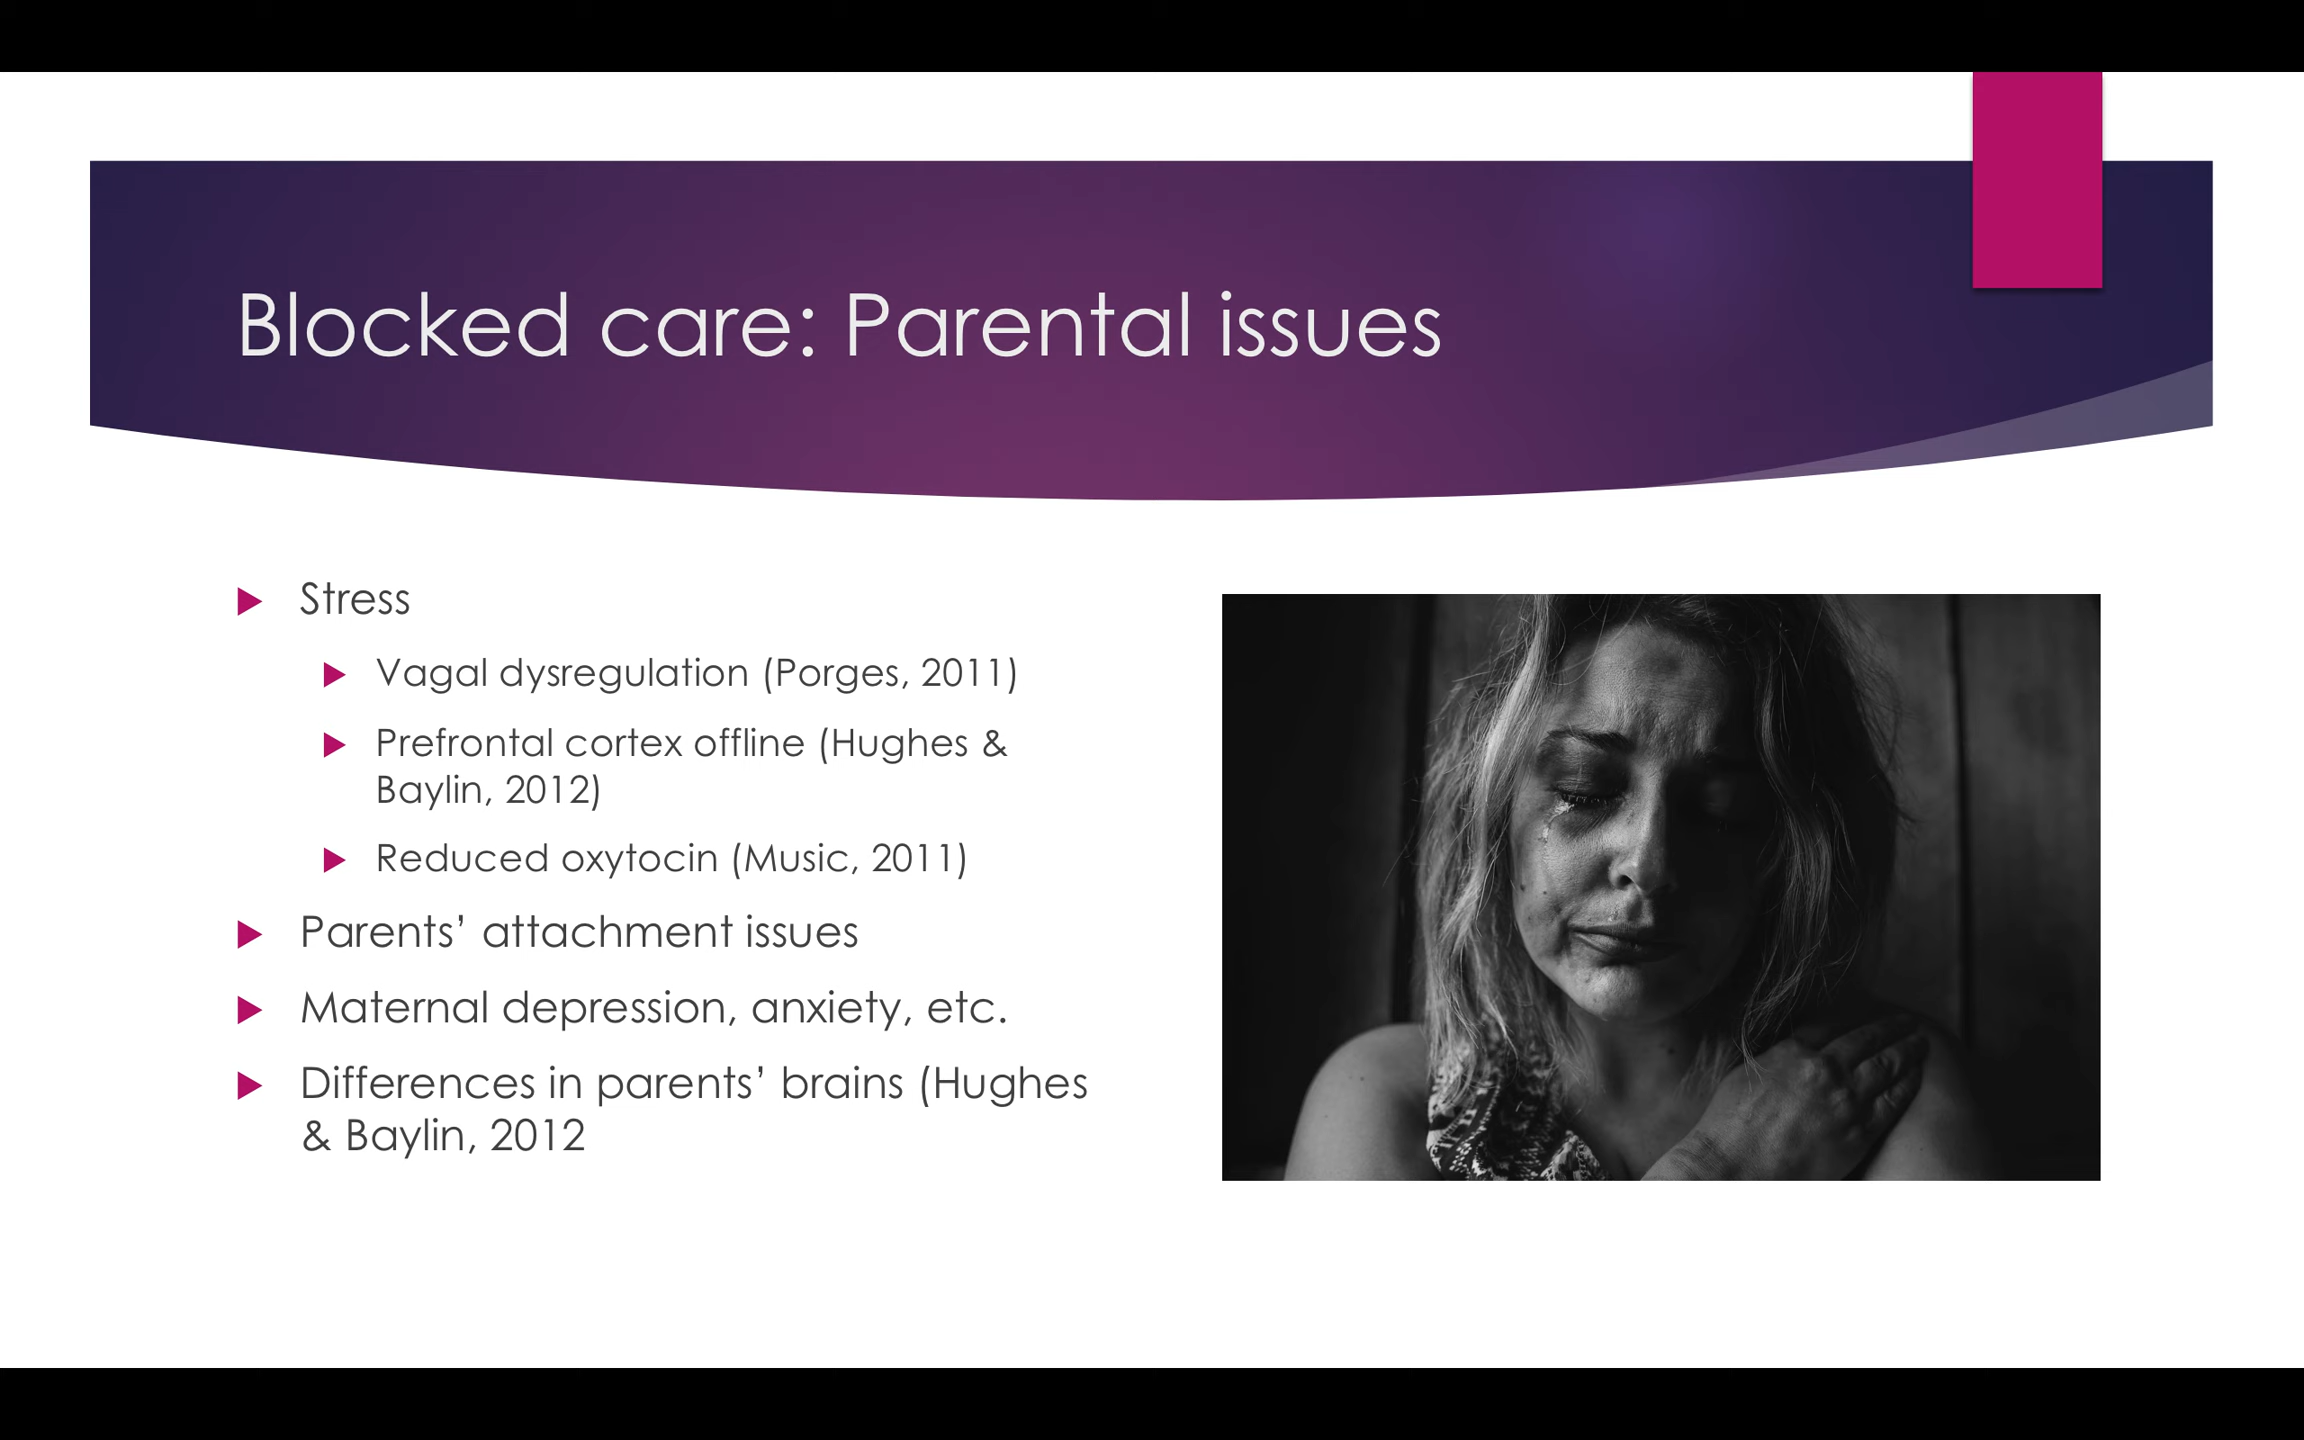 Blocked care: Parental issues
Stress
Vagal dysregulation (Porges, 2011)
Prefrontal cortex offline (Hughes &
Baylin, 2012)
Reduced oxytocin (Music, 2011)
Parents’ attachment issues
Maternal depression, anxiety, etc.
Differences in parents’ brains (Hughes
& Baylin, 2012